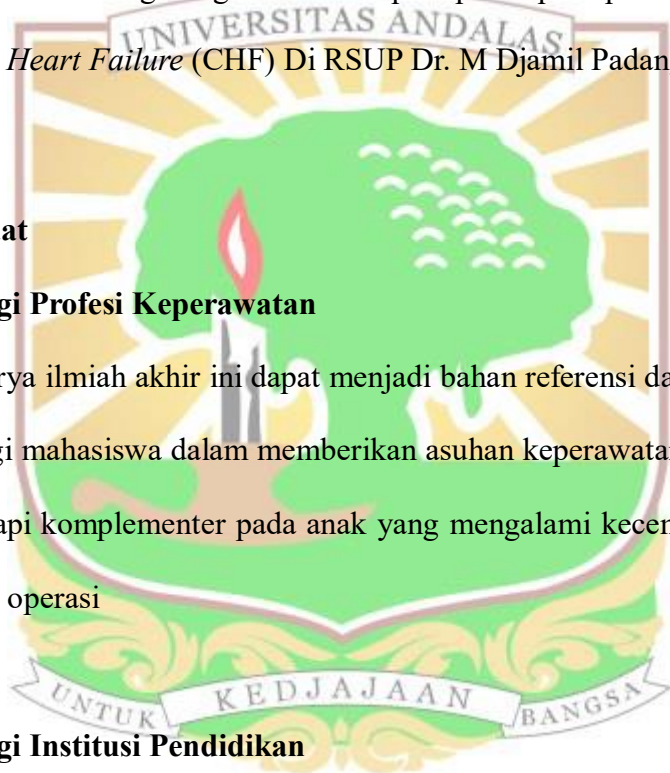 UNIVERSITAS ANDALAS
Heart Failure (CHF) Di RSUP Dr. M Djamil Padan
at
gi Profesi Keperawatan
rya ilmiah akhir ini dapat menjadi bahan referensi da
gi mahasiswa dalam memberikan asuhan keperawatan
api komplementer pada anak yang mengalami kecem
operasi
UNTUK KEDJAJAAN BANGSA
gi Institusi Pendidikan